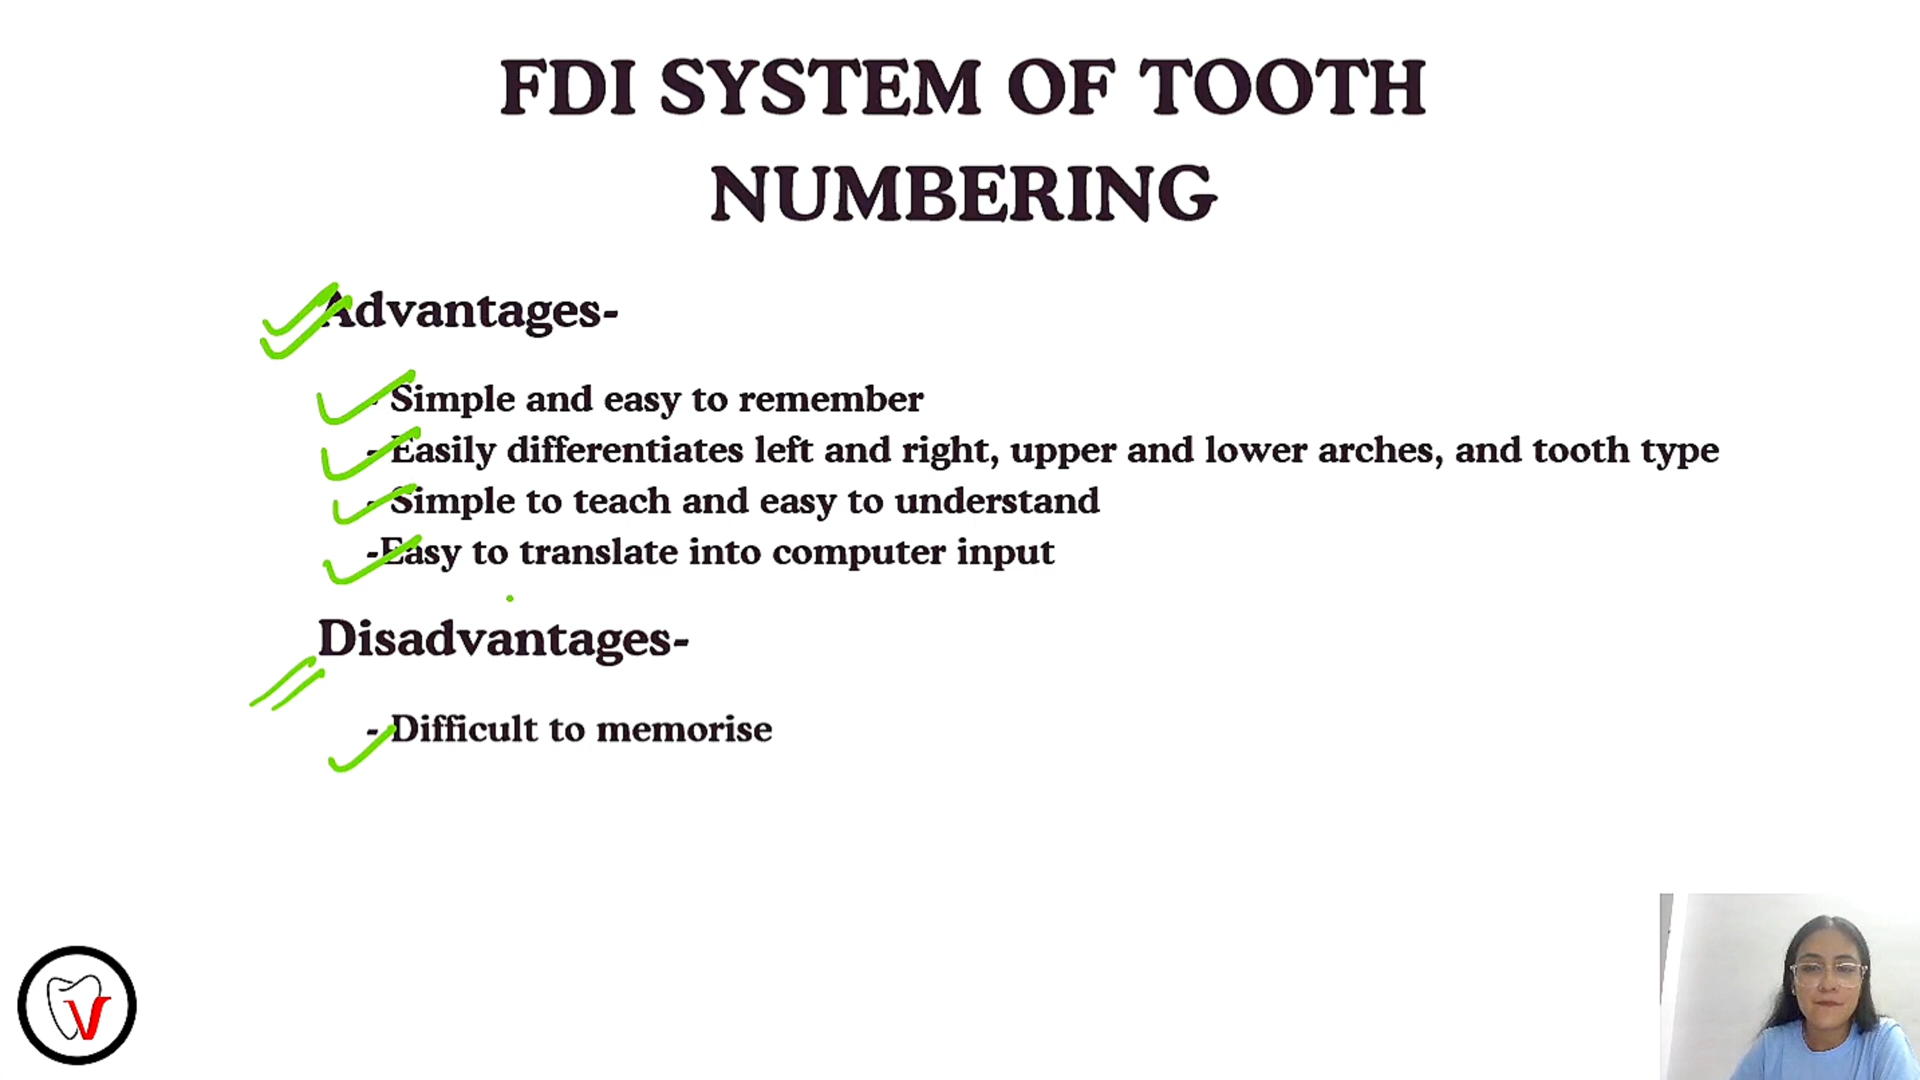 FDI SYSTEM OF TOOTH
NUMBERING
Advantages-
- Simple and easy to remember
- Easily differentiates left and right, upper and lower arches, and tooth type
- Simple to teach and easy to understand
-Easy to translate into computer input
Disadvantages-
- Difficult to memorise
V